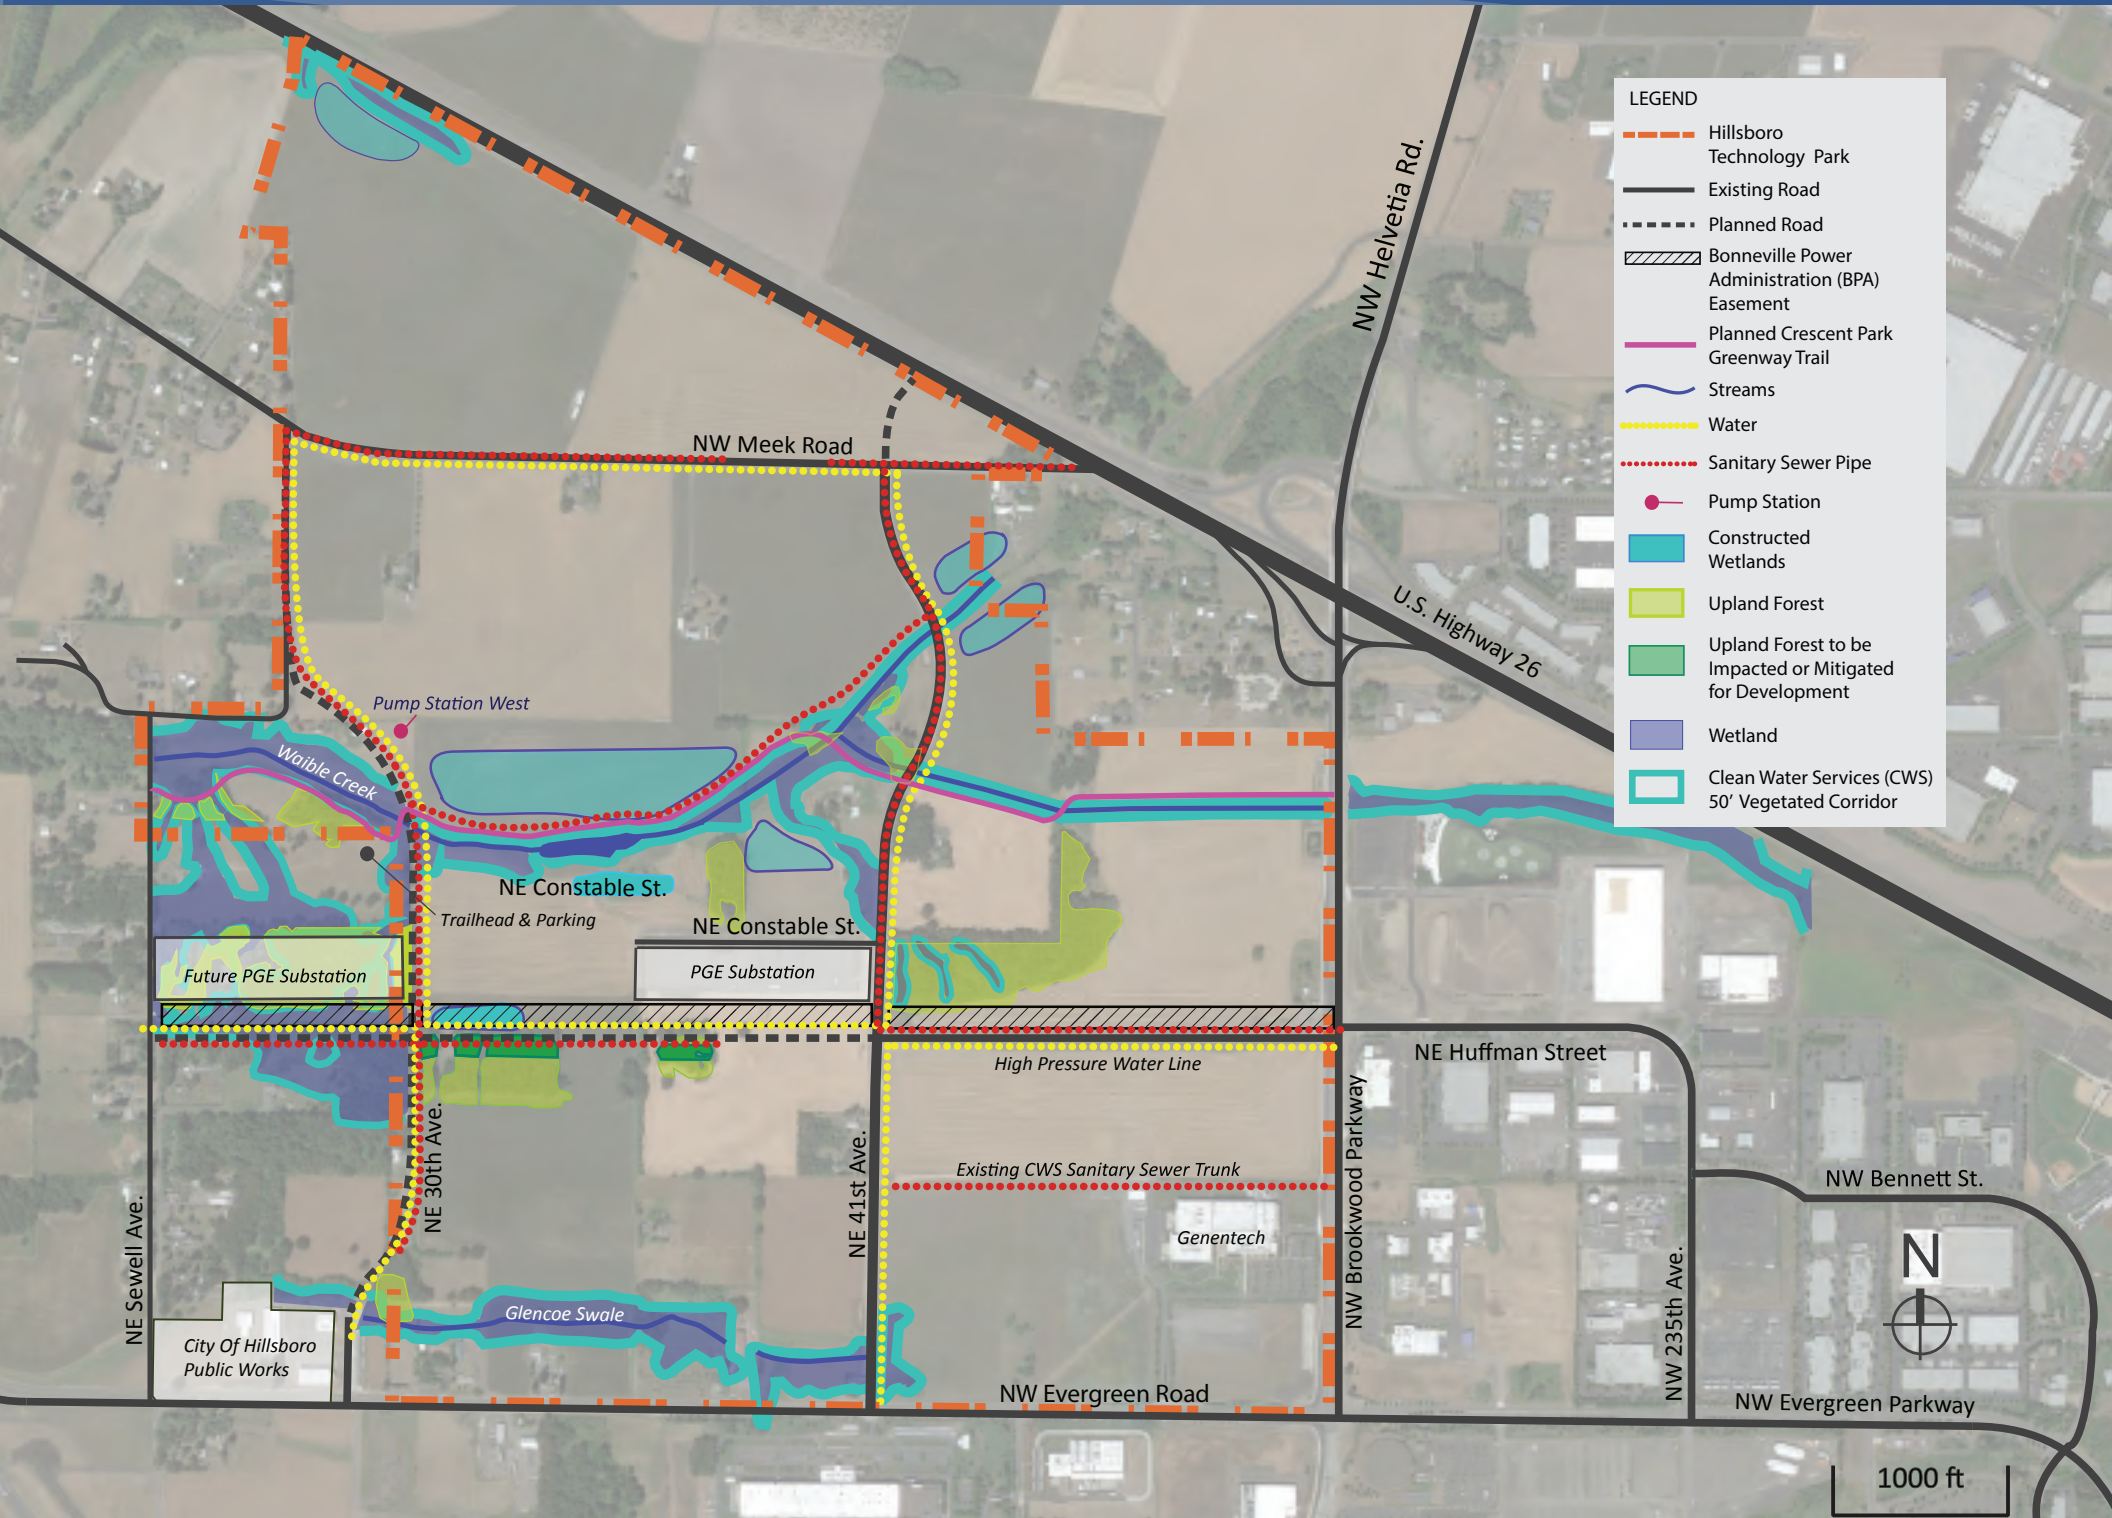 LEGEND
Hillsboro
Technology Park
Existing Road
Planned Road
Bonneville Power
Administration (BPA)
Easement
Planned Crescent Park
Greenway Trail
Streams
Water
Sanitary Sewer Pipe
Pump Station
Constructed
Wetlands
Upland Forest
Upland Forest to be
Impacted or Mitigated
for Development
Wetland
Clean Water Services (CWS)
50’ Vegetated Corridor
NW Helvetia Rd.
NW Meek Road
U.S. Highway 26
Pump Station West
Waible Creek
NE Constable St.
Trailhead & Parking
NE Constable St.
Future PGE Substation
PGE Substation
NE Huffman Street
High Pressure Water Line
NE 30th Ave.
NE 41st Ave.
Existing CWS Sanitary Sewer Trunk
NW Brookwood Parkway
NW Bennett St.
NE Sewell Ave.
Genentech
N
NW 235th Ave.
Glencoe Swale
City Of Hillsboro
Public Works
NW Evergreen Road
NW Evergreen Parkway
1000 ft